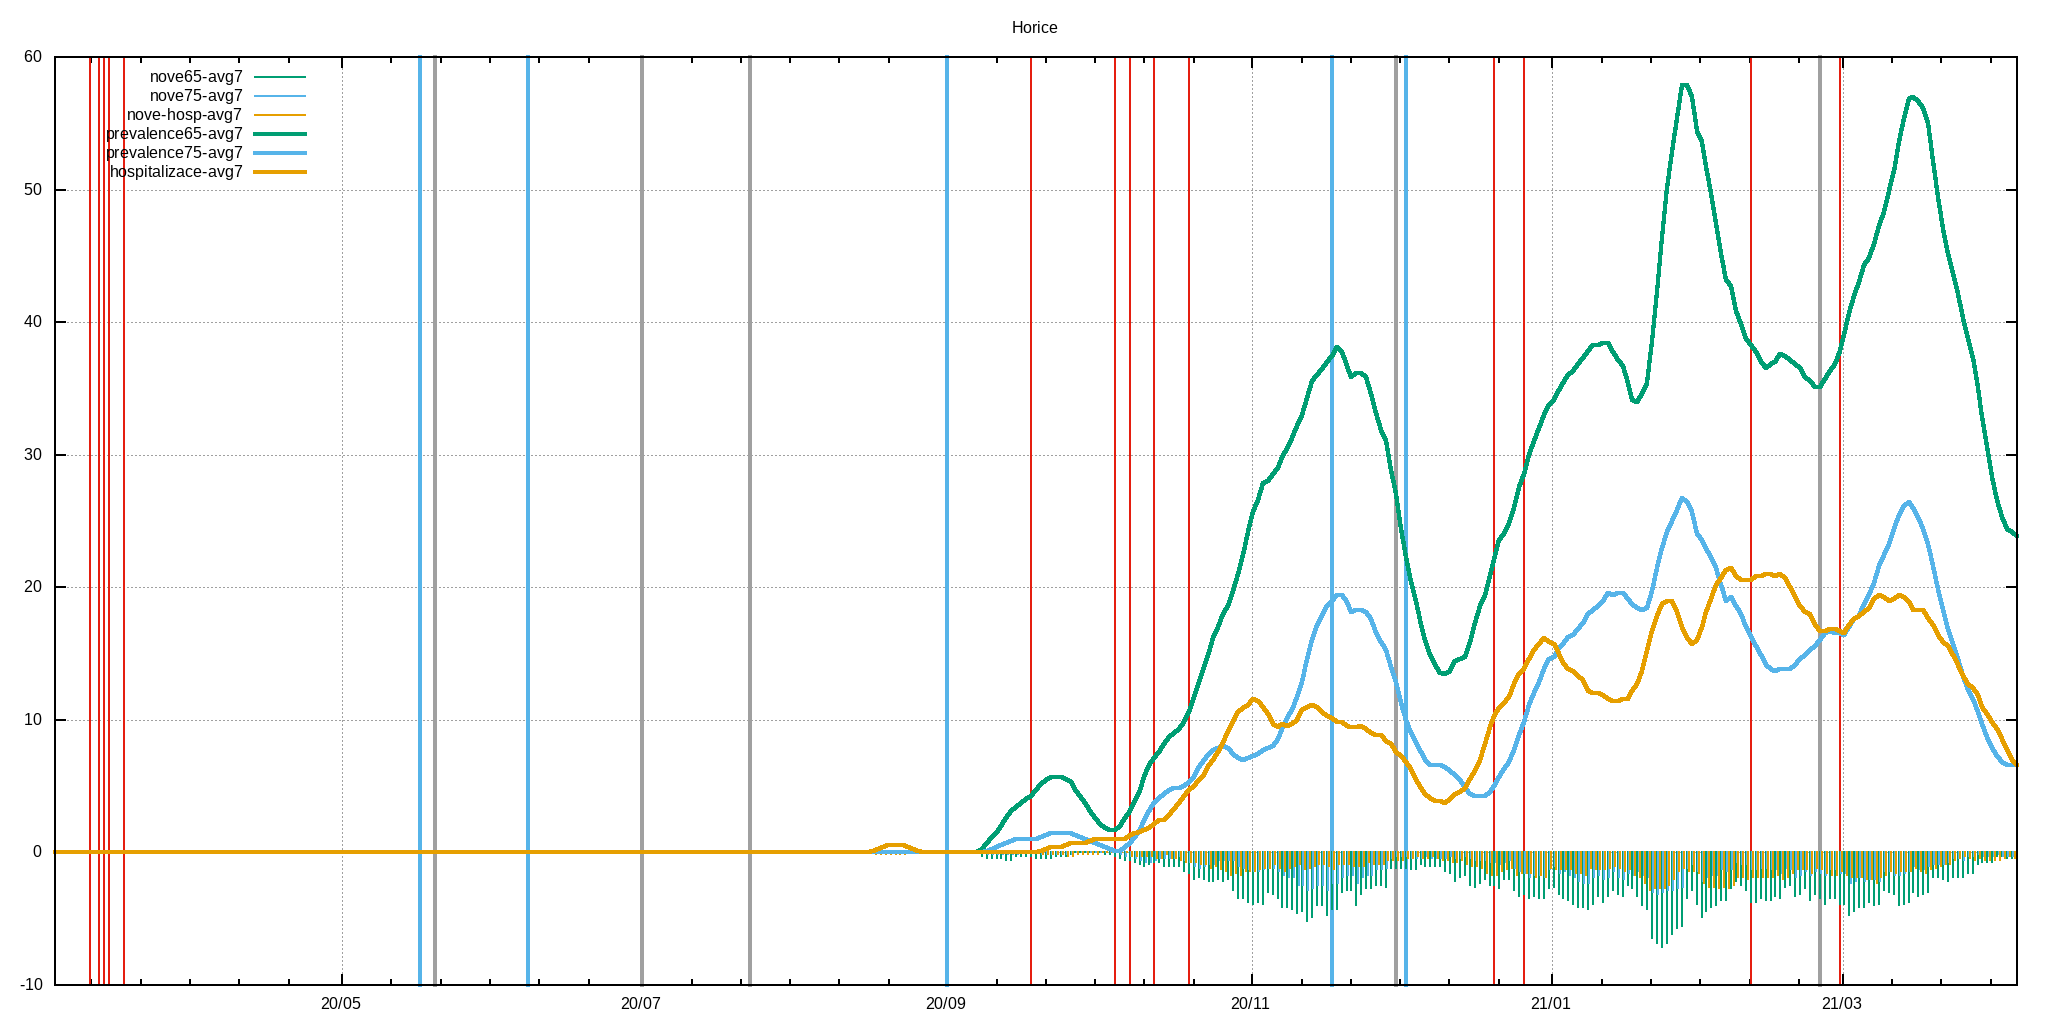 Horice
60
50
40
30
20
10
0
-10
nove65-avg7
nove75-avg7
nove-hosp-avg7
prevalence65-avg7
prevalence75-avg7
hospitalizace-avg7
20/05 20/07 20/09 20/11 21/01 21/03